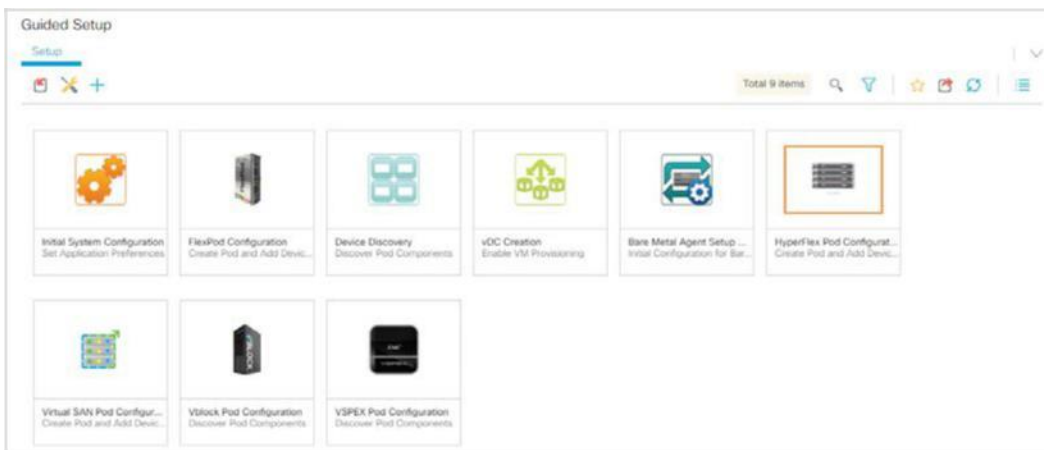 Guided Setup
Setup
Total 9 items
Initial System Configuration
Set Application Preferences
FlexPod Configuration
Create Pod and Add Devic...
Device Discovery
Discover Pod Components
vDC Creation
Enable VM Provisioning
Bare Metal Agent Setup ...
Initial Configuration for Bar...
HyperFlex Pod Configurat...
Create Pod and Add Devic...
VBLOCK
Virtual SAN Pod Configur...
Create Pod and Add Devic...
Vblock Pod Configuration
Discover Pod Components
VSPEX Pod Configuration
Discover Pod Components